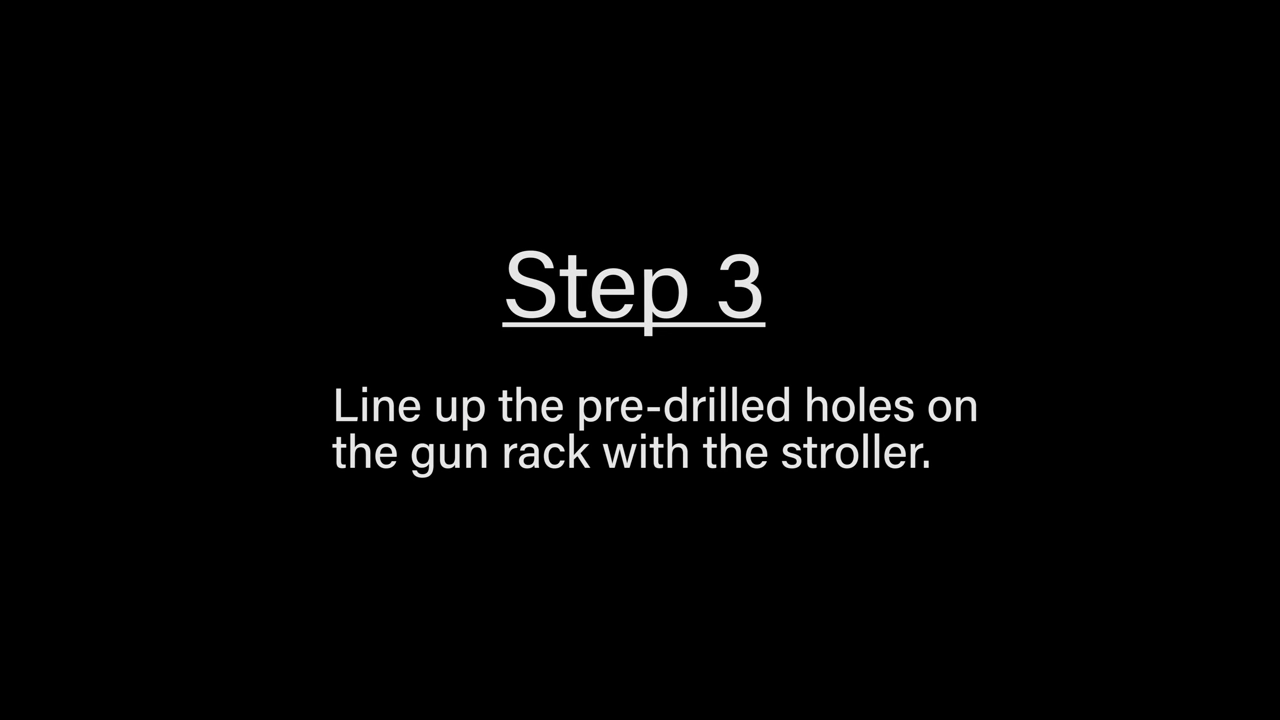 Step 3
Line up the pre-drilled holes on
the gun rack with the stroller.